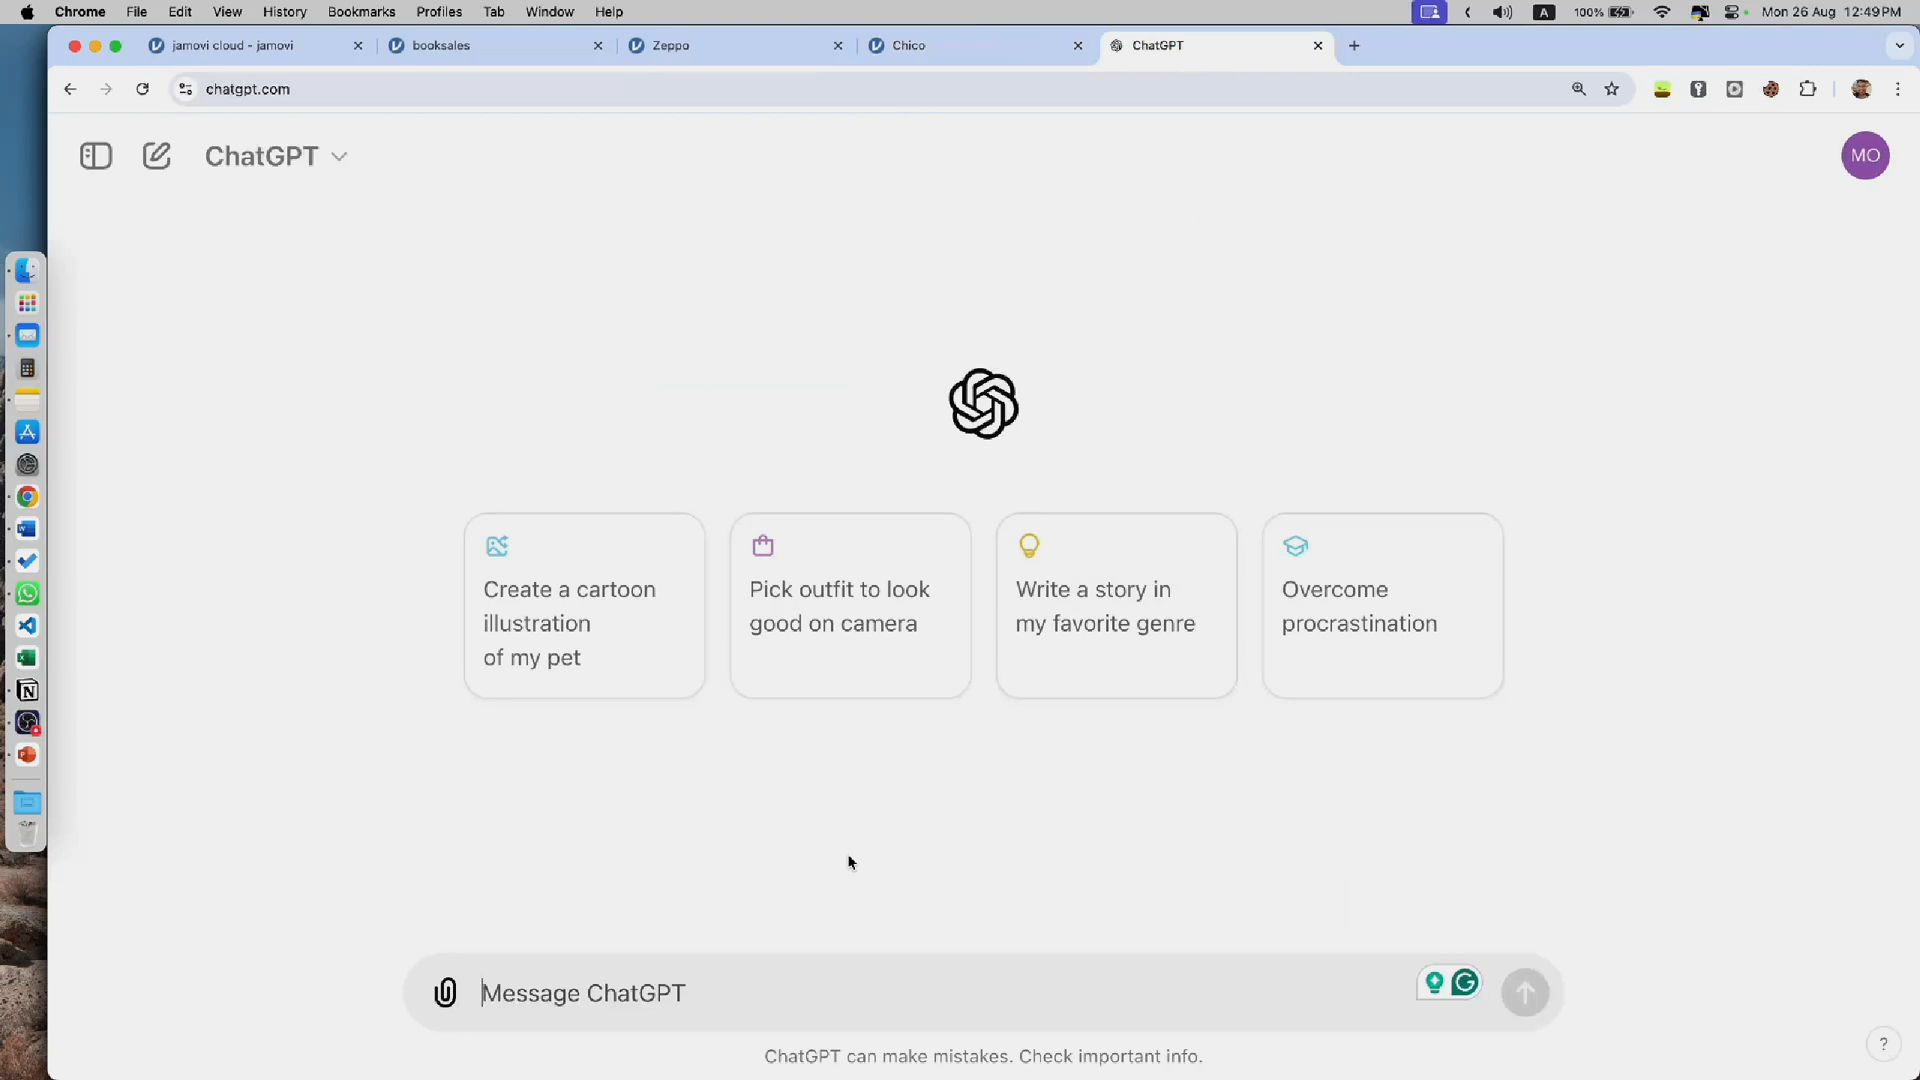 Chrome File Edit View History Bookmarks Profiles Tab Window Help
A 100% Mon 26 Aug 12:49 PM
jamovi cloud - jamovi
booksales
Zeppo
Chico
ChatGPT
chatgpt.com
ChatGPT
MO
Create a cartoon
illustration
of my pet
Pick outfit to look
good on camera
Write a story in
my favorite genre
Overcome
procrastination
Message ChatGPT
ChatGPT can make mistakes. Check important info.
?